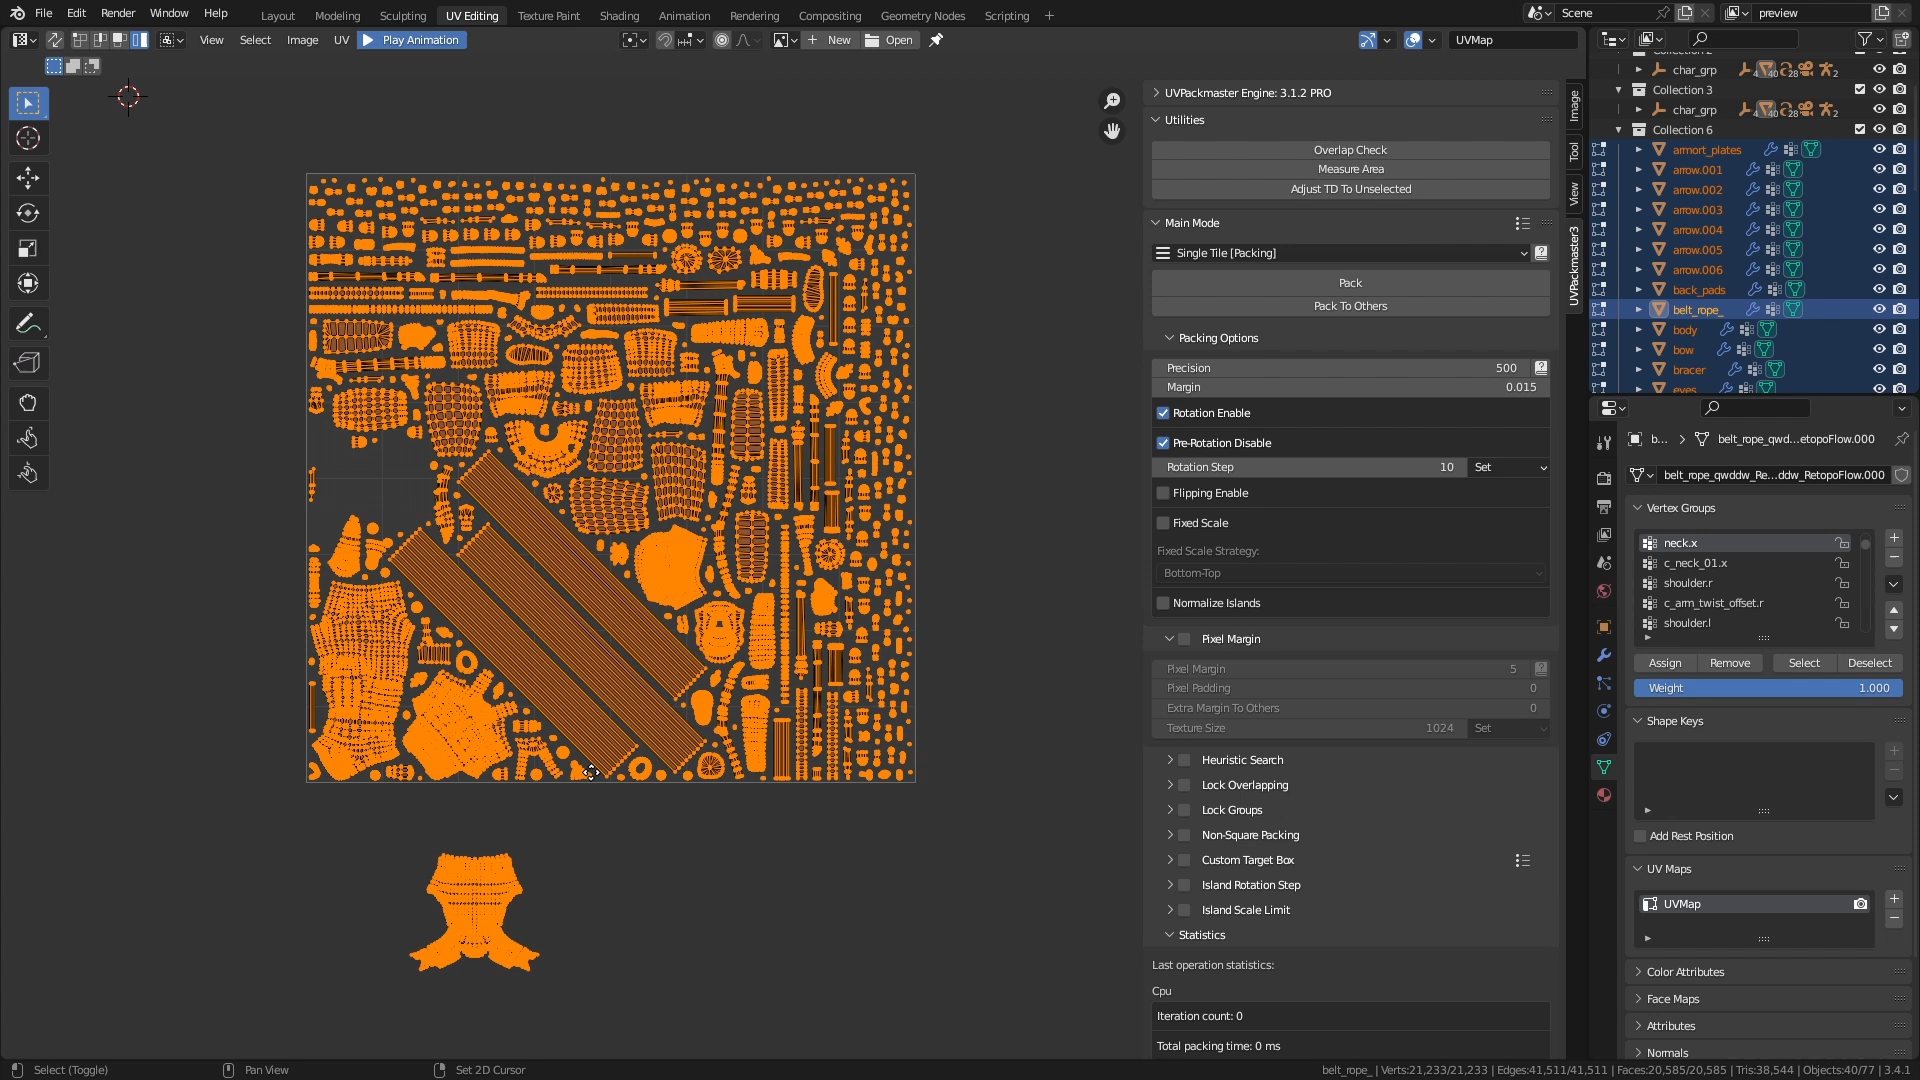 File Edit Render Window Help Layout Modeling Sculpting UV Editing Texture Paint Shading Animation Rendering Compositing Geometry Nodes Scripting + Scene preview
View Select Image UV Play Animation New Open UVMap
UVPackmaster Engine: 3.1.2 PRO
Utilities
Overlap Check
Measure Area
Adjust TD To Unselected
Main Mode
Single Tile [Packing]
Pack
Pack To Others
Packing Options
Precision 500
Margin 0.015
Rotation Enable
Pre-Rotation Disable
Rotation Step 10 Set
Flipping Enable
Fixed Scale
Fixed Scale Strategy:
Bottom-Top
Normalize Islands
Pixel Margin
Pixel Margin 5
Pixel Padding 0
Extra Margin To Others 0
Texture Size 1024 Set
Heuristic Search
Lock Overlapping
Lock Groups
Non-Square Packing
Custom Target Box
Island Rotation Step
Island Scale Limit
Statistics
Last operation statistics:
Cpu
Iteration count: 0
Total packing time: 0 ms
Image
Tool
View
UVPackmaster3
char_grp 4 40 28 2
Collection 3
char_grp 4 40 28 2
Collection 6
armort_plates
arrow.001
arrow.002
arrow.003
arrow.004
arrow.005
arrow.006
back_pads
belt_rope_
body
bow
bracer
eyes
b... belt_rope_qwd...etopoFlow.000
belt_rope_qwddw_Re...ddw_RetopoFlow.000
Vertex Groups
neck.x
c_neck_01.x
shoulder.r
c_arm_twist_offset.r
shoulder.l
Assign Remove Select Deselect
Weight 1.000
Shape Keys
Add Rest Position
UV Maps
UVMap
Color Attributes
Face Maps
Attributes
Normals
Select (Toggle) Pan View Set 2D Cursor belt_rope_ | Verts:21,233/21,233 | Edges:41,511/41,511 | Faces:20,585/20,585 | Tris:38,544 | Objects:40/77 | 3.4.1